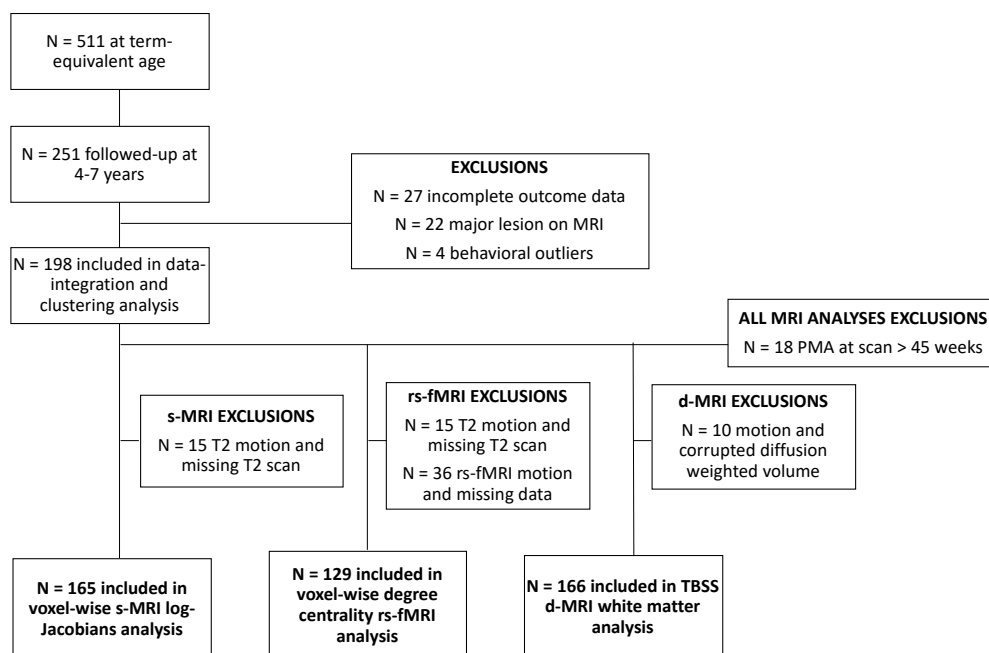 N = 511 at term-
equivalent age
N = 251 followed-up at
4-7 years
EXCLUSIONS
N = 27 incomplete outcome data
N = 22 major lesion on MRI
N = 4 behavioral outliers
N = 198 included in data-
integration and
clustering analysis
ALL MRI ANALYSES EXCLUSIONS
N = 18 PMA at scan > 45 weeks
s-MRI EXCLUSIONS
N = 15 T2 motion and
missing T2 scan
rs-fMRI EXCLUSIONS
N = 15 T2 motion and
missing T2 scan
N = 36 rs-fMRI motion
and missing data
d-MRI EXCLUSIONS
N = 10 motion and
corrupted diffusion
weighted volume
N = 165 included in
voxel-wise s-MRI log-
Jacobians analysis
N = 129 included in
voxel-wise degree
centrality rs-fMRI
analysis
N = 166 included in TBSS
d-MRI white matter
analysis